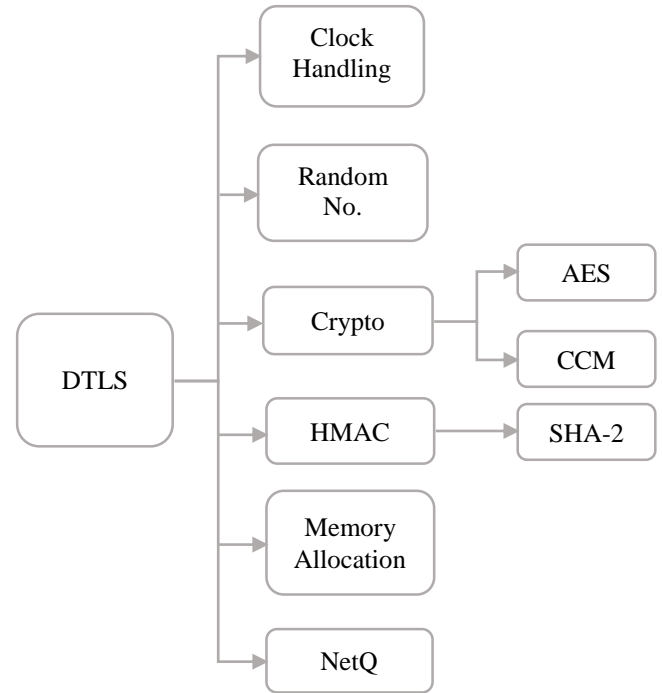 Clock
Handling
Random
No.
AES
Crypto
CCM
DTLS
HMAC
SHA-2
Memory
Allocation
NetQ